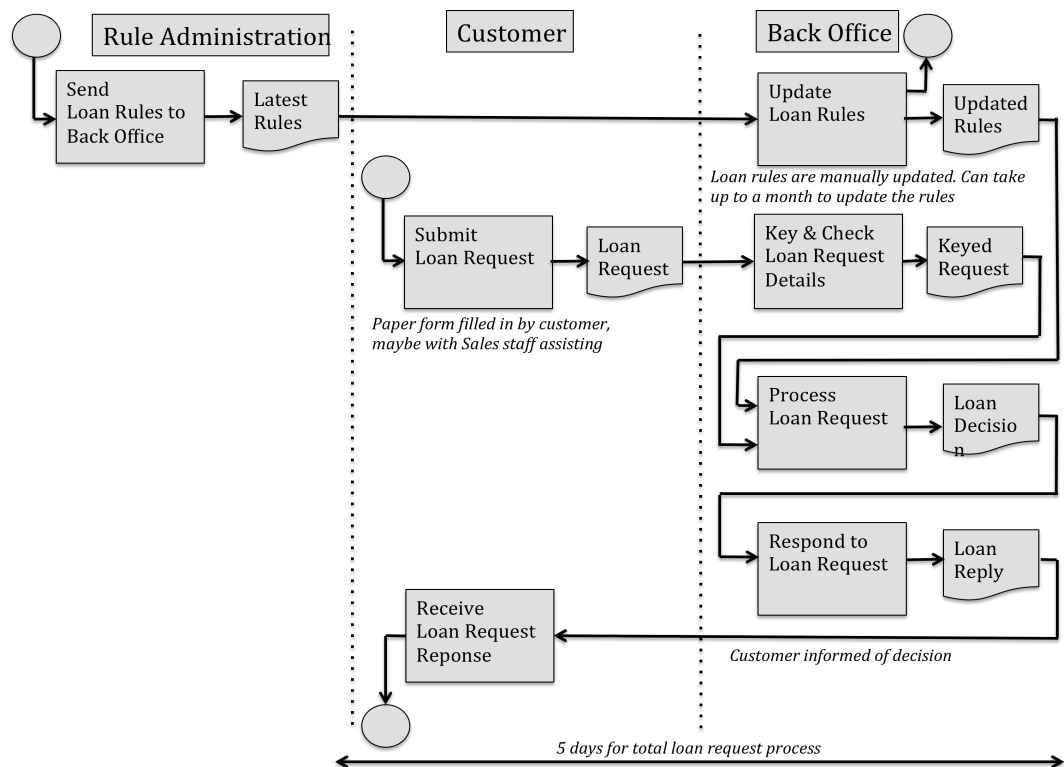 Rule Administration
Customer
Back Office
Send
Loan Rules to
Back Office
Latest
Rules
Update
Loan Rules
Updated
Rules
Loan rules are manually updated. Can take
up to a month to update the rules
Submit
Loan Request
Loan
Request
Key & Check
Loan Request
Details
Keyed
Request
Paper form filled in by customer,
maybe with Sales staff assisting
Process
Loan Request
Loan
Decisio
n
Respond to
Loan Request
Loan
Reply
Receive
Loan Request
Reponse
Customer informed of decision
5 days for total loan request process